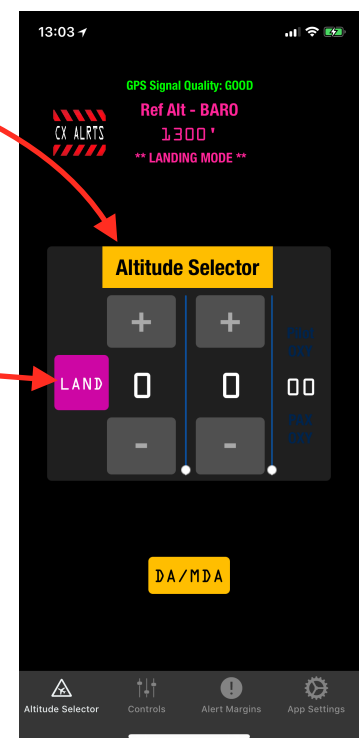 13:03
GPS Signal Quality: GOOD
Ref Alt - BARO
CX ALRTS
1300'
** LANDING MODE **
Altitude Selector
+ +
LAND 0 0 00
- -
DA/MDA
Altitude Selector Controls Alert Margins App Settings